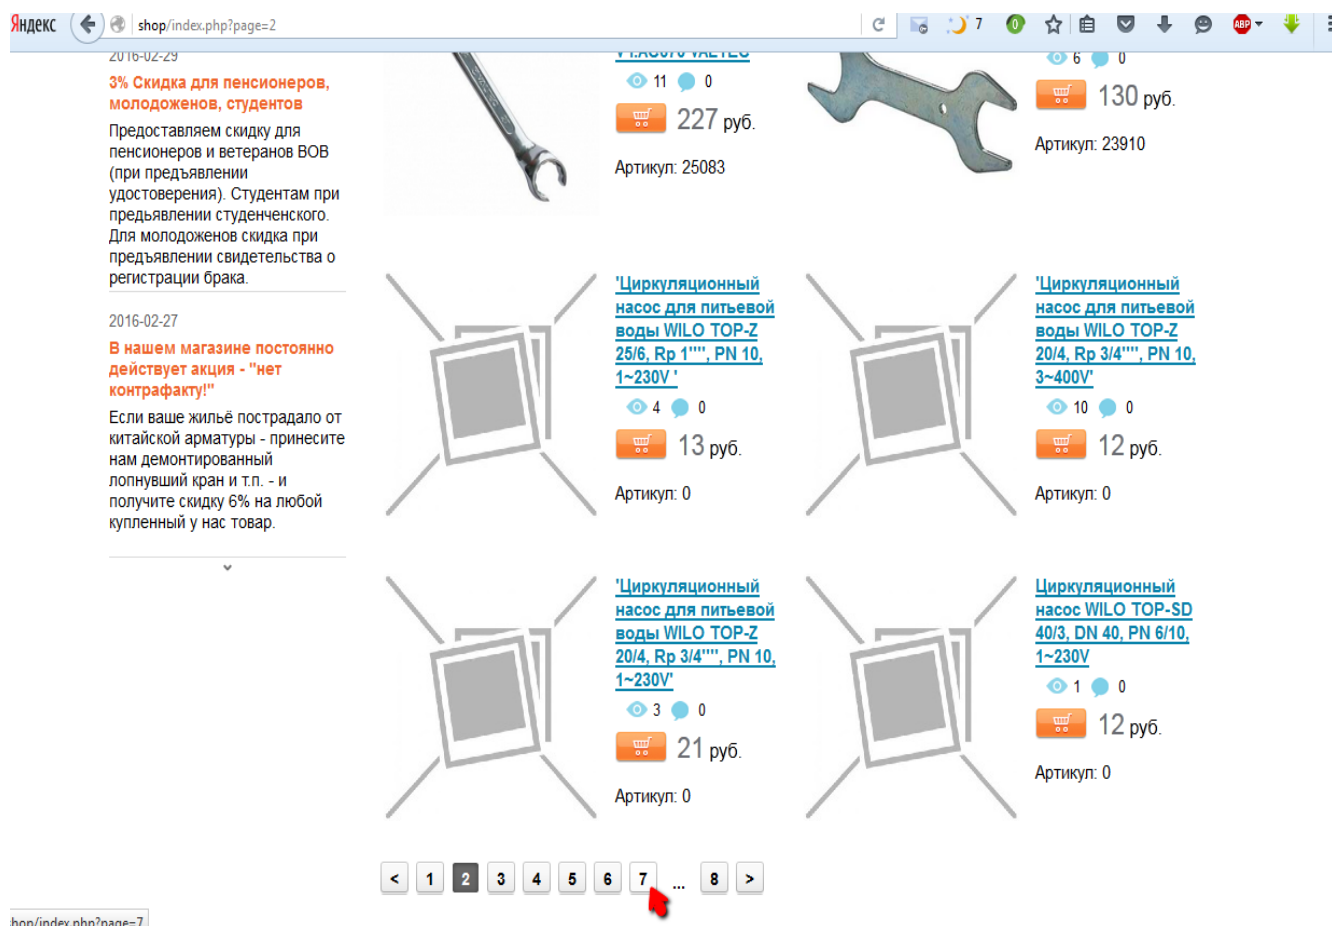 Яндекс
shop/index.php?page=2
7
0
ABP
2016-02-29
3% Скидка для пенсионеров,
молодоженов, студентов
Предоставляем скидку для
пенсионеров и ветеранов ВОВ
(при предъявлении
удостоверения). Студентам при
предьявлении студенческого.
Для молодоженов скидка при
предъявлении свидетельства о
регистрации брака.
2016-02-27
В нашем магазине постоянно
действует акция - "нет
контрафакту!"
Если ваше жильё пострадало от
китайской арматуры - принесите
нам демонтированный
лопнувший кран и т.п. - и
получите скидку 6% на любой
купленный у нас товар.
VALTEC
11 0
227 руб.
Артикул: 25083
6 0
130 руб.
Артикул: 23910
'Циркуляционный
насос для питьевой
воды WILO TOP-Z
25/6, Rp 1"", PN 10,
1~230V '
4 0
13 руб.
Артикул: 0
'Циркуляционный
насос для питьевой
воды WILO TOP-Z
20/4, Rp 3/4"", PN 10,
3~400V'
10 0
12 руб.
Артикул: 0
'Циркуляционный
насос для питьевой
воды WILO TOP-Z
20/4, Rp 3/4"", PN 10,
1~230V'
3 0
21 руб.
Артикул: 0
Циркуляционный
насос WILO TOP-SD
40/3, DN 40, PN 6/10,
1~230V
1 0
12 руб.
Артикул: 0
< 1 2 3 4 5 6 7 ... 8 >
hop/index.php?page=7